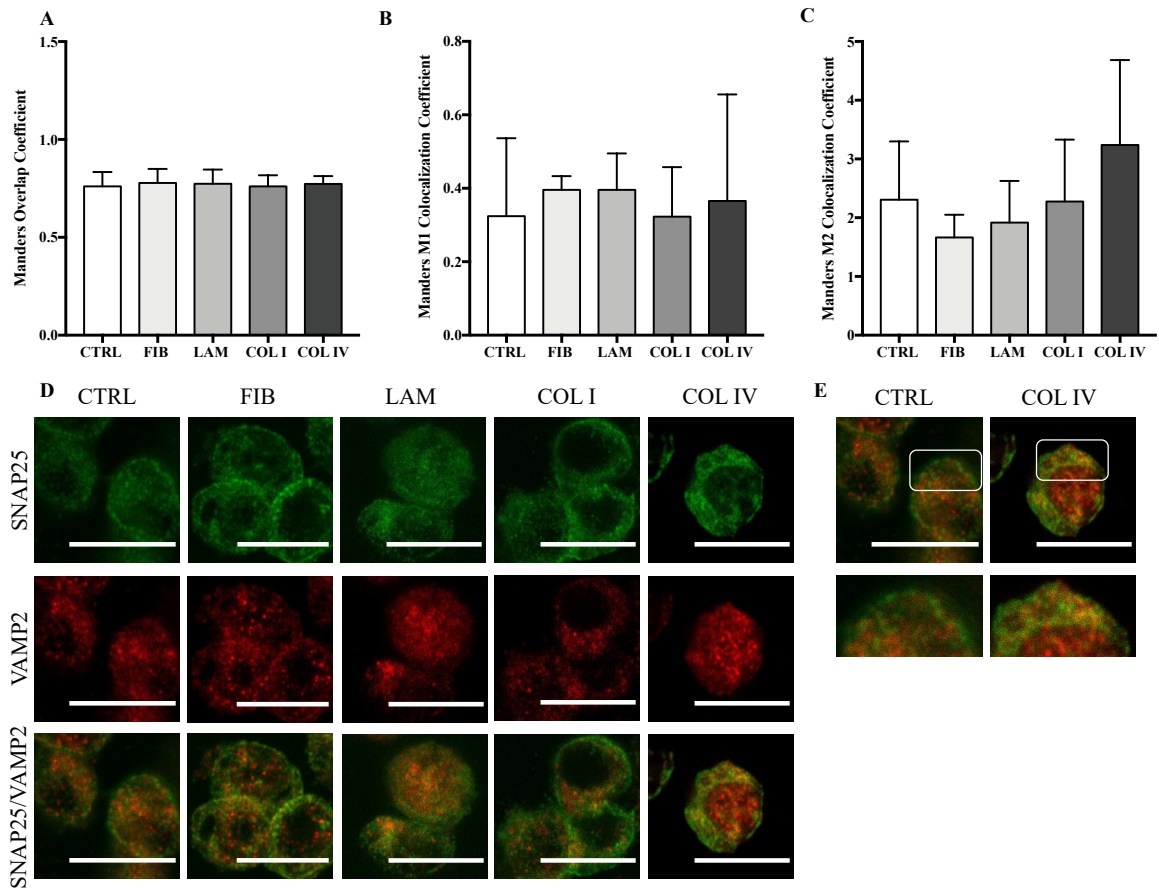 A
Manders Overlap Coefficient
1.5
1.0
0.5
0.0
CTRL FIB LAM COL I COL IV
B
Manders M1 Colocalization Coefficient
0.8
0.6
0.4
0.2
0.0
CTRL FIB LAM COL I COL IV
C
Manders M2 Colocalization Coefficient
5
4
3
2
1
0
CTRL FIB LAM COL I COL IV
D
CTRL FIB LAM COL I COL IV
SNAP25
VAMP2
SNAP25/VAMP2
E
CTRL COL IV